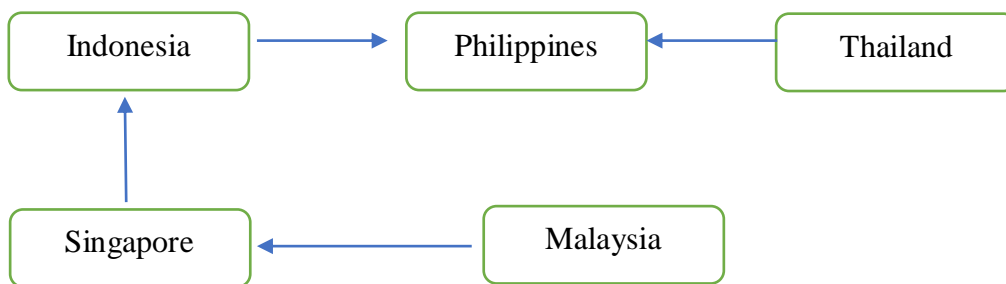 Indonesia
Philippines
Thailand
Singapore
Malaysia